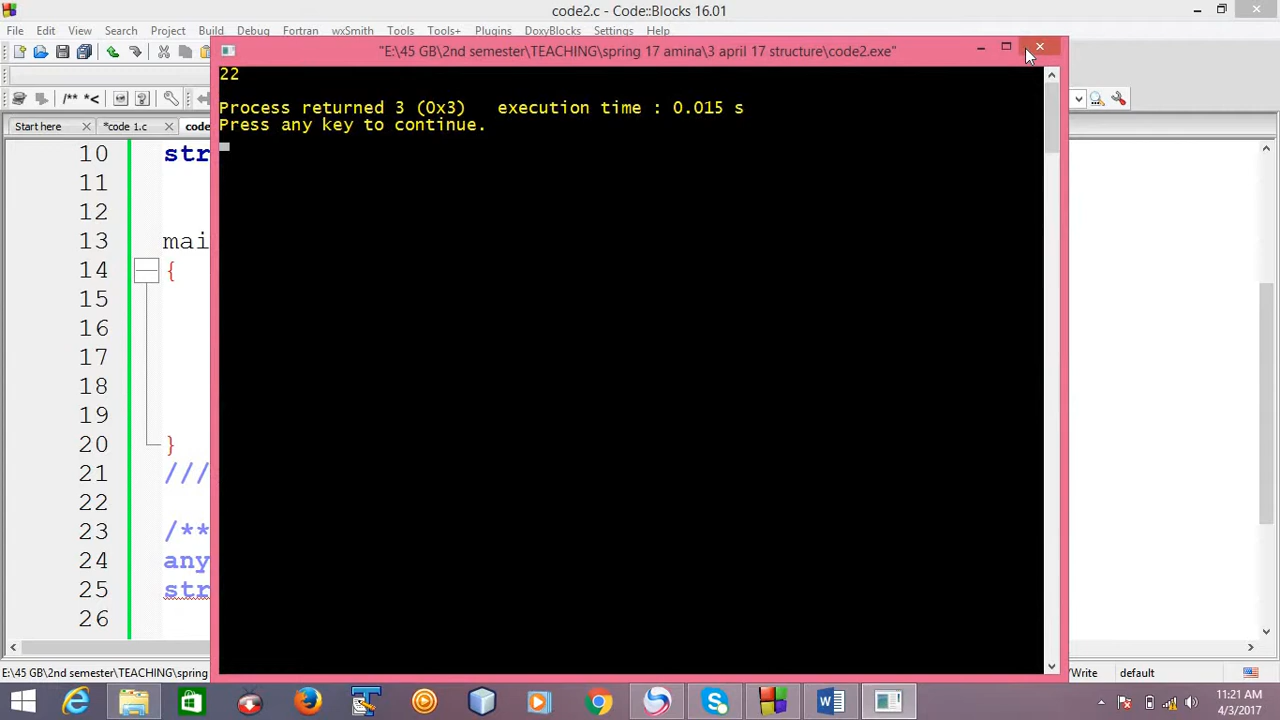 code2.c - Code::Blocks 16.01
File Edit View Search Project Build Debug Fortran wxSmith Tools Tools+ Plugins DoxyBlocks Settings Help
"E:\45 GB\2nd semester\TEACHING\spring 17 amina\3 april 17 structure\code2.exe"
/** *<
Start here *code 1.c code
22
Process returned 3 (0x3) execution time : 0.015 s
Press any key to continue.
10 str
11
12
13 mai
14 {
15
16
17
18
19
20 }
21 ///
22
23 /**
24 any
25 str
26
E:\45 GB\2nd semester\TEACHING\spring /Write default
11:21 AM
4/3/2017